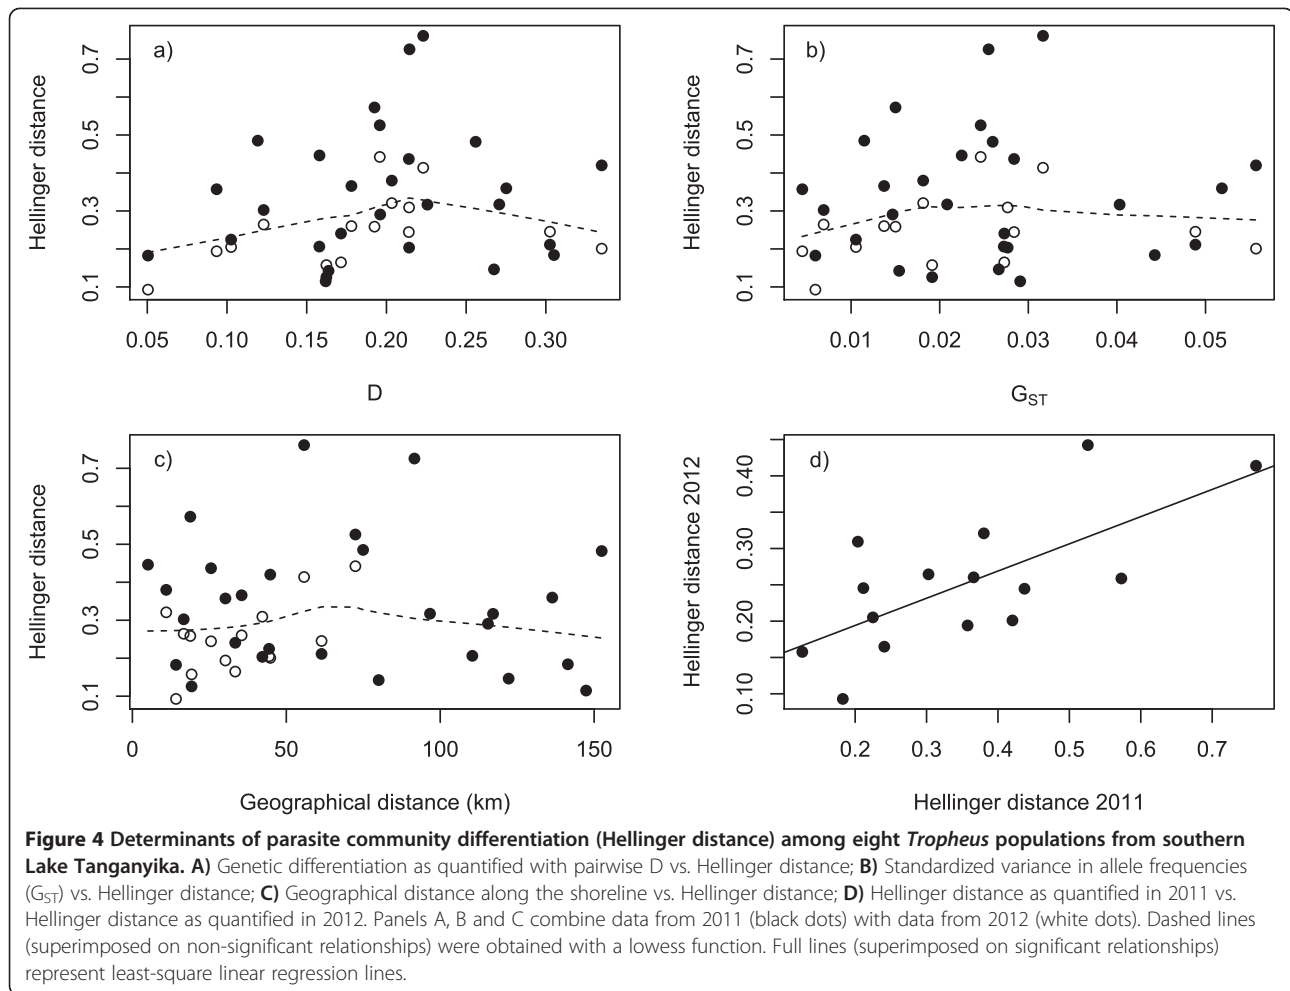 a)
Hellinger distance
0.1 0.3 0.5 0.7
0.05 0.10 0.15 0.20 0.25 0.30
D
b)
Hellinger distance
0.1 0.3 0.5 0.7
0.01 0.02 0.03 0.04 0.05
G_ST
c)
Hellinger distance
0.1 0.3 0.5 0.7
0 50 100 150
Geographical distance (km)
d)
Hellinger distance 2012
0.10 0.20 0.30 0.40
0.2 0.3 0.4 0.5 0.6 0.7
Hellinger distance 2011
Figure 4 Determinants of parasite community differentiation (Hellinger distance) among eight Tropheus populations from southern
Lake Tanganyika. A) Genetic differentiation as quantified with pairwise D vs. Hellinger distance; B) Standardized variance in allele frequencies
(G_ST) vs. Hellinger distance; C) Geographical distance along the shoreline vs. Hellinger distance; D) Hellinger distance as quantified in 2011 vs.
Hellinger distance as quantified in 2012. Panels A, B and C combine data from 2011 (black dots) with data from 2012 (white dots). Dashed lines
(superimposed on non-significant relationships) were obtained with a lowess function. Full lines (superimposed on significant relationships)
represent least-square linear regression lines.